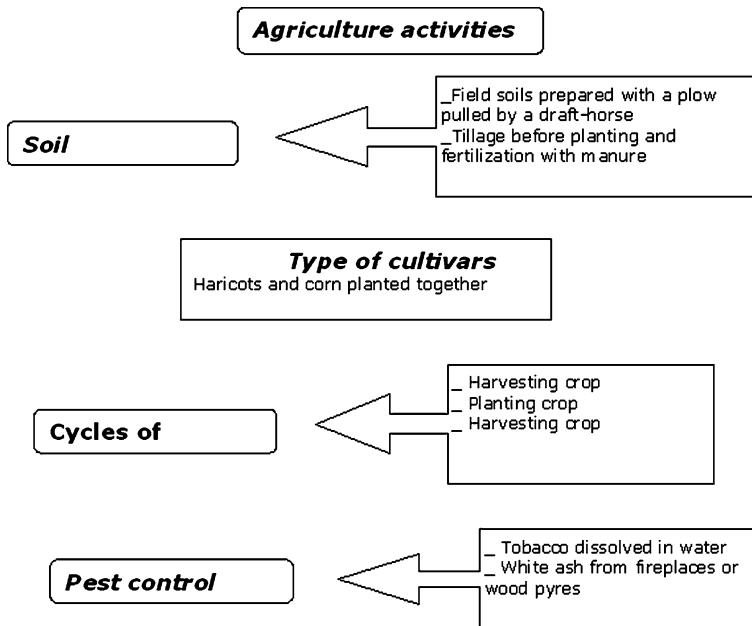 Agriculture activities
_Field soils prepared with a plow
pulled by a draft-horse
_Tillage before planting and
fertilization with manure
Soil
Type of cultivars
Haricots and corn planted together
_ Harvesting crop
_ Planting crop
_ Harvesting crop
Cycles of
_ Tobacco dissolved in water
_ White ash from fireplaces or
wood pyres
Pest control